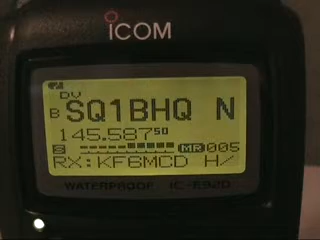 ICOM
DV
B SQ1BHQ N
145.587 50
S MR 005
RX:KF6MCD H/
WATERPROOF IC-E92D